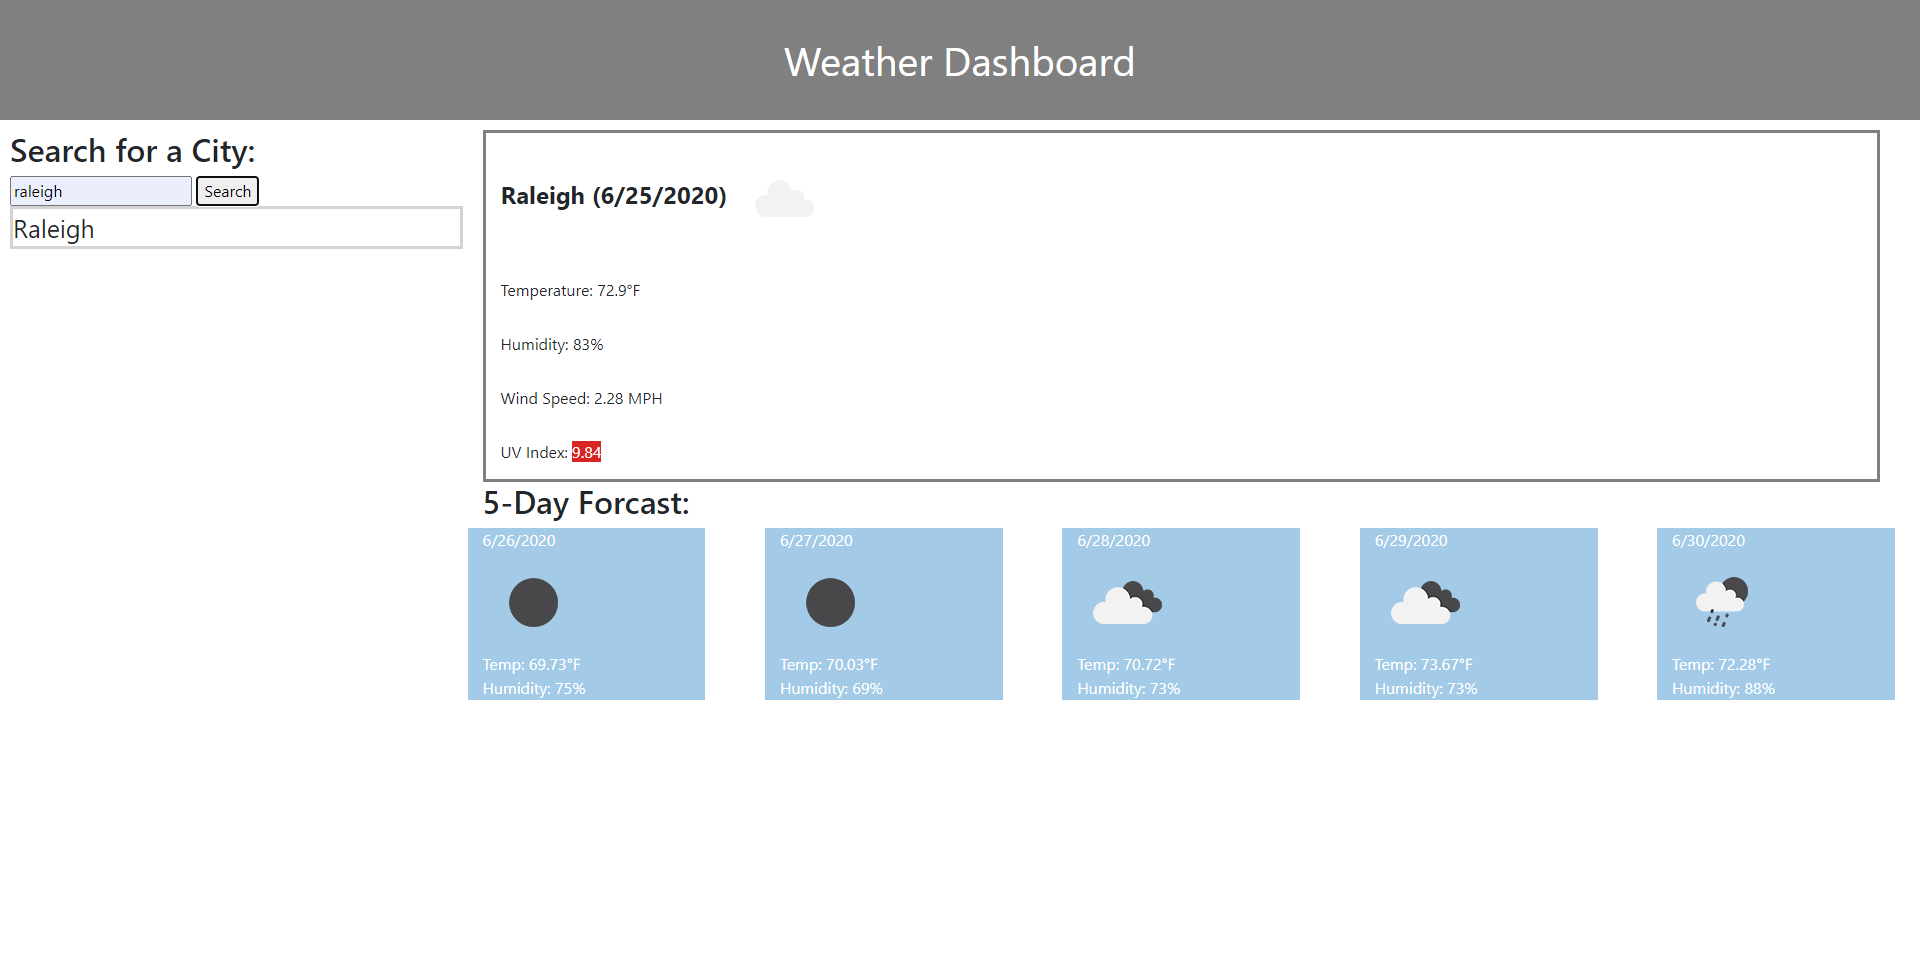 Weather Dashboard
Search for a City:
raleigh
Search
Raleigh
Raleigh (6/25/2020)
Temperature: 72.9°F
Humidity: 83%
Wind Speed: 2.28 MPH
UV Index: 9.84
5-Day Forcast:
6/26/2020
Temp: 69.73°F
Humidity: 75%
6/27/2020
Temp: 70.03°F
Humidity: 69%
6/28/2020
Temp: 70.72°F
Humidity: 73%
6/29/2020
Temp: 73.67°F
Humidity: 73%
6/30/2020
Temp: 72.28°F
Humidity: 88%